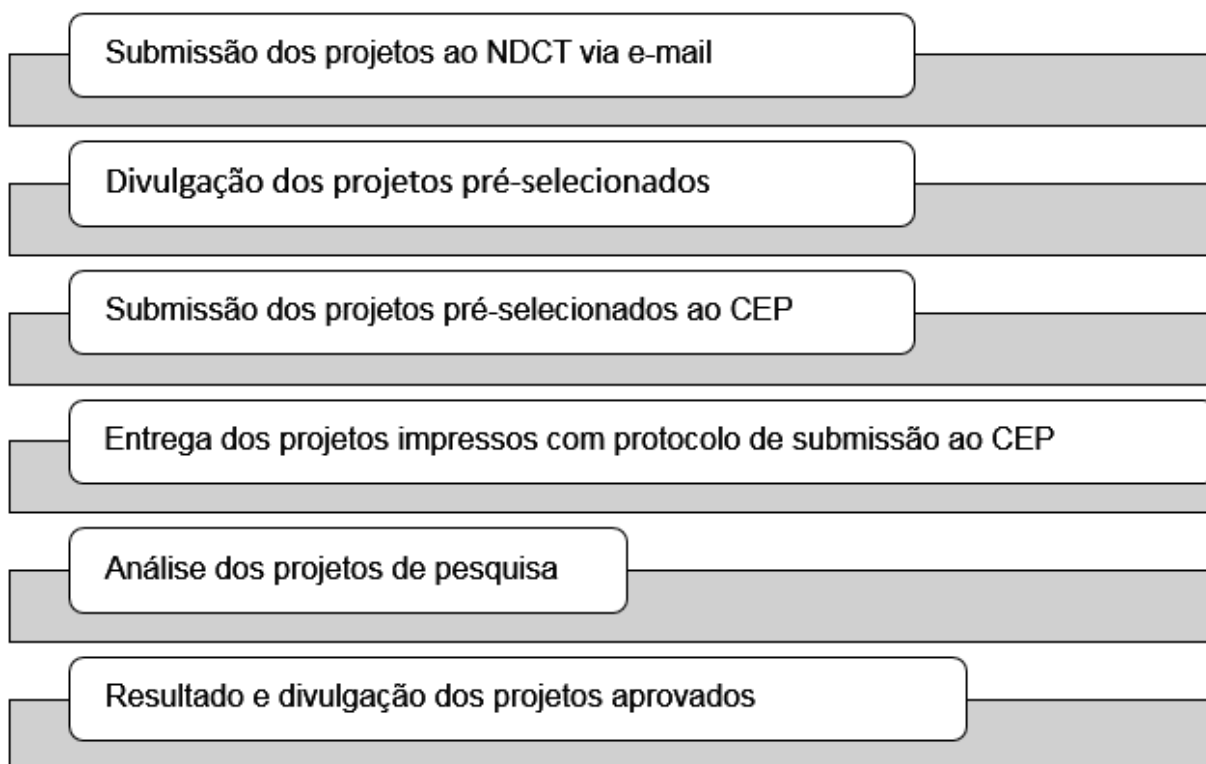 Submissão dos projetos ao NDCT via e-mail
Divulgação dos projetos pré-selecionados
Submissão dos projetos pré-selecionados ao CEP
Entrega dos projetos impressos com protocolo de submissão ao CEP
Análise dos projetos de pesquisa
Resultado e divulgação dos projetos aprovados